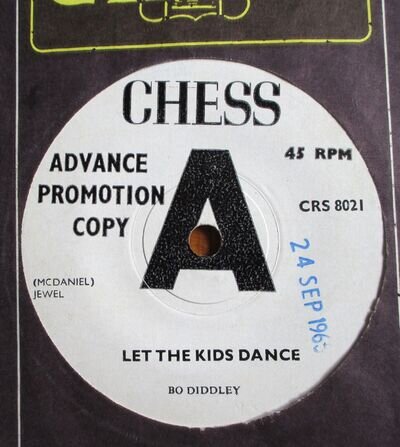 CHESS
ADVANCE
PROMOTION
COPY
A
45 RPM
CRS 8021
(MCDANIEL)
JEWEL
24 SEP
LET THE KIDS DANCE
BO DIDDLEY